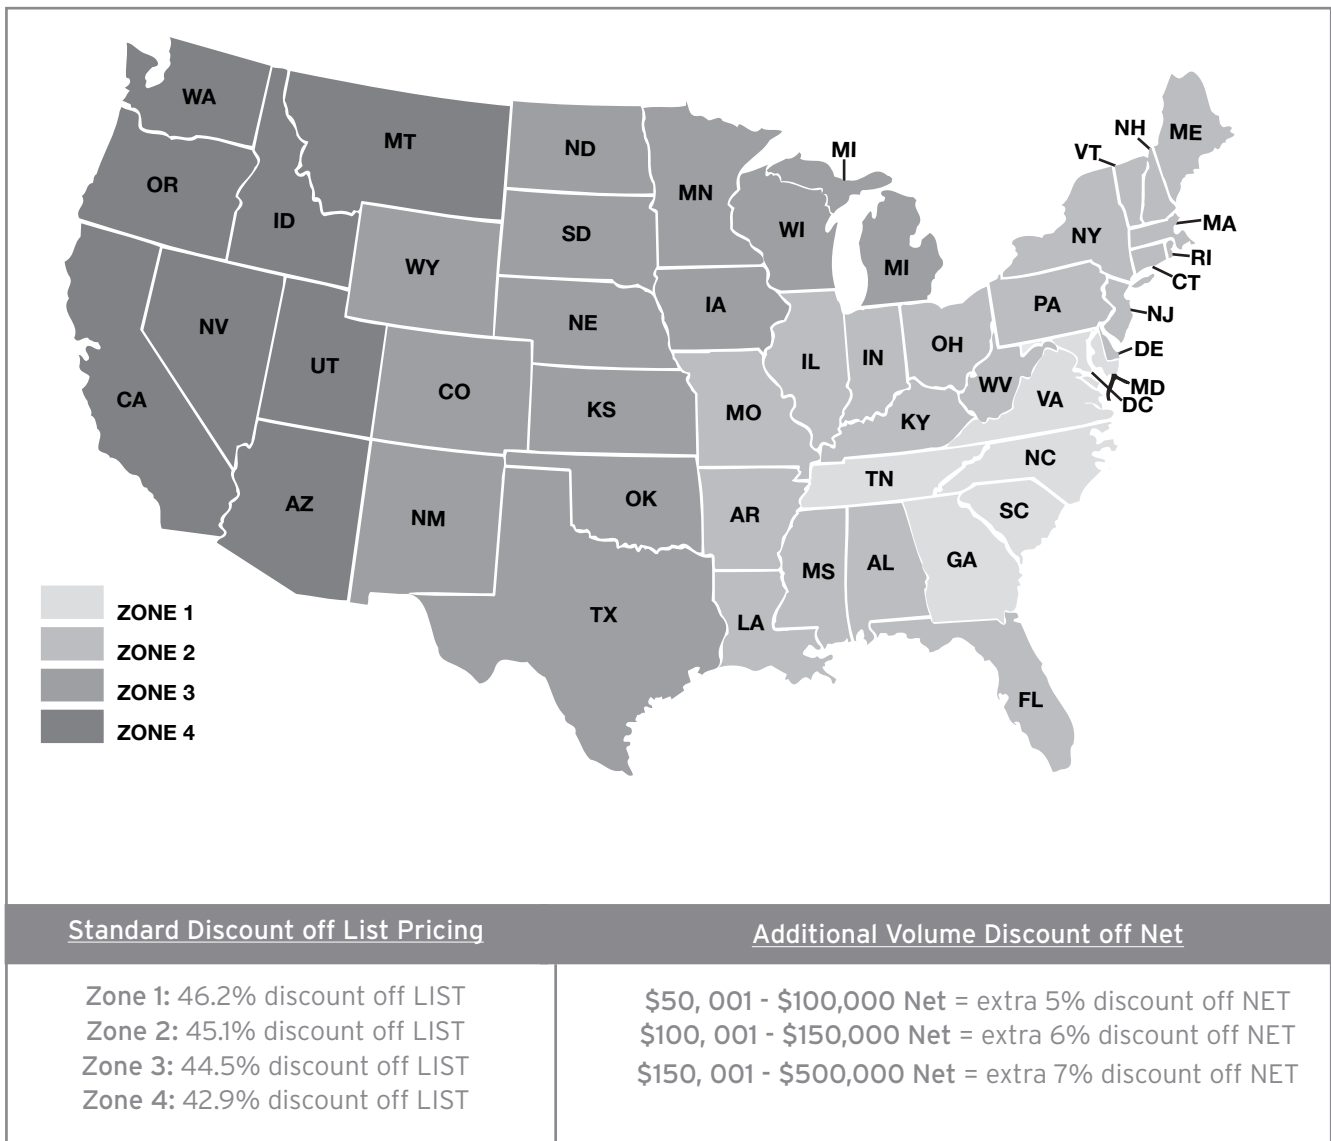 WA
MT
ND
MN
MI
NH
ME
VT
OR
ID
SD
WI
MI
NY
MA
RI
CT
WY
IA
PA
NJ
NV
NE
IL
IN
OH
DE
UT
CO
KS
MO
WV
VA
MD
DC
CA
KY
NC
AZ
NM
OK
AR
TN
SC
TX
LA
MS
AL
GA
FL
ZONE 1
ZONE 2
ZONE 3
ZONE 4
Standard Discount off List Pricing
Zone 1: 46.2% discount off LIST
Zone 2: 45.1% discount off LIST
Zone 3: 44.5% discount off LIST
Zone 4: 42.9% discount off LIST
Additional Volume Discount off Net
$50, 001 - $100,000 Net = extra 5% discount off NET
$100, 001 - $150,000 Net = extra 6% discount off NET
$150, 001 - $500,000 Net = extra 7% discount off NET